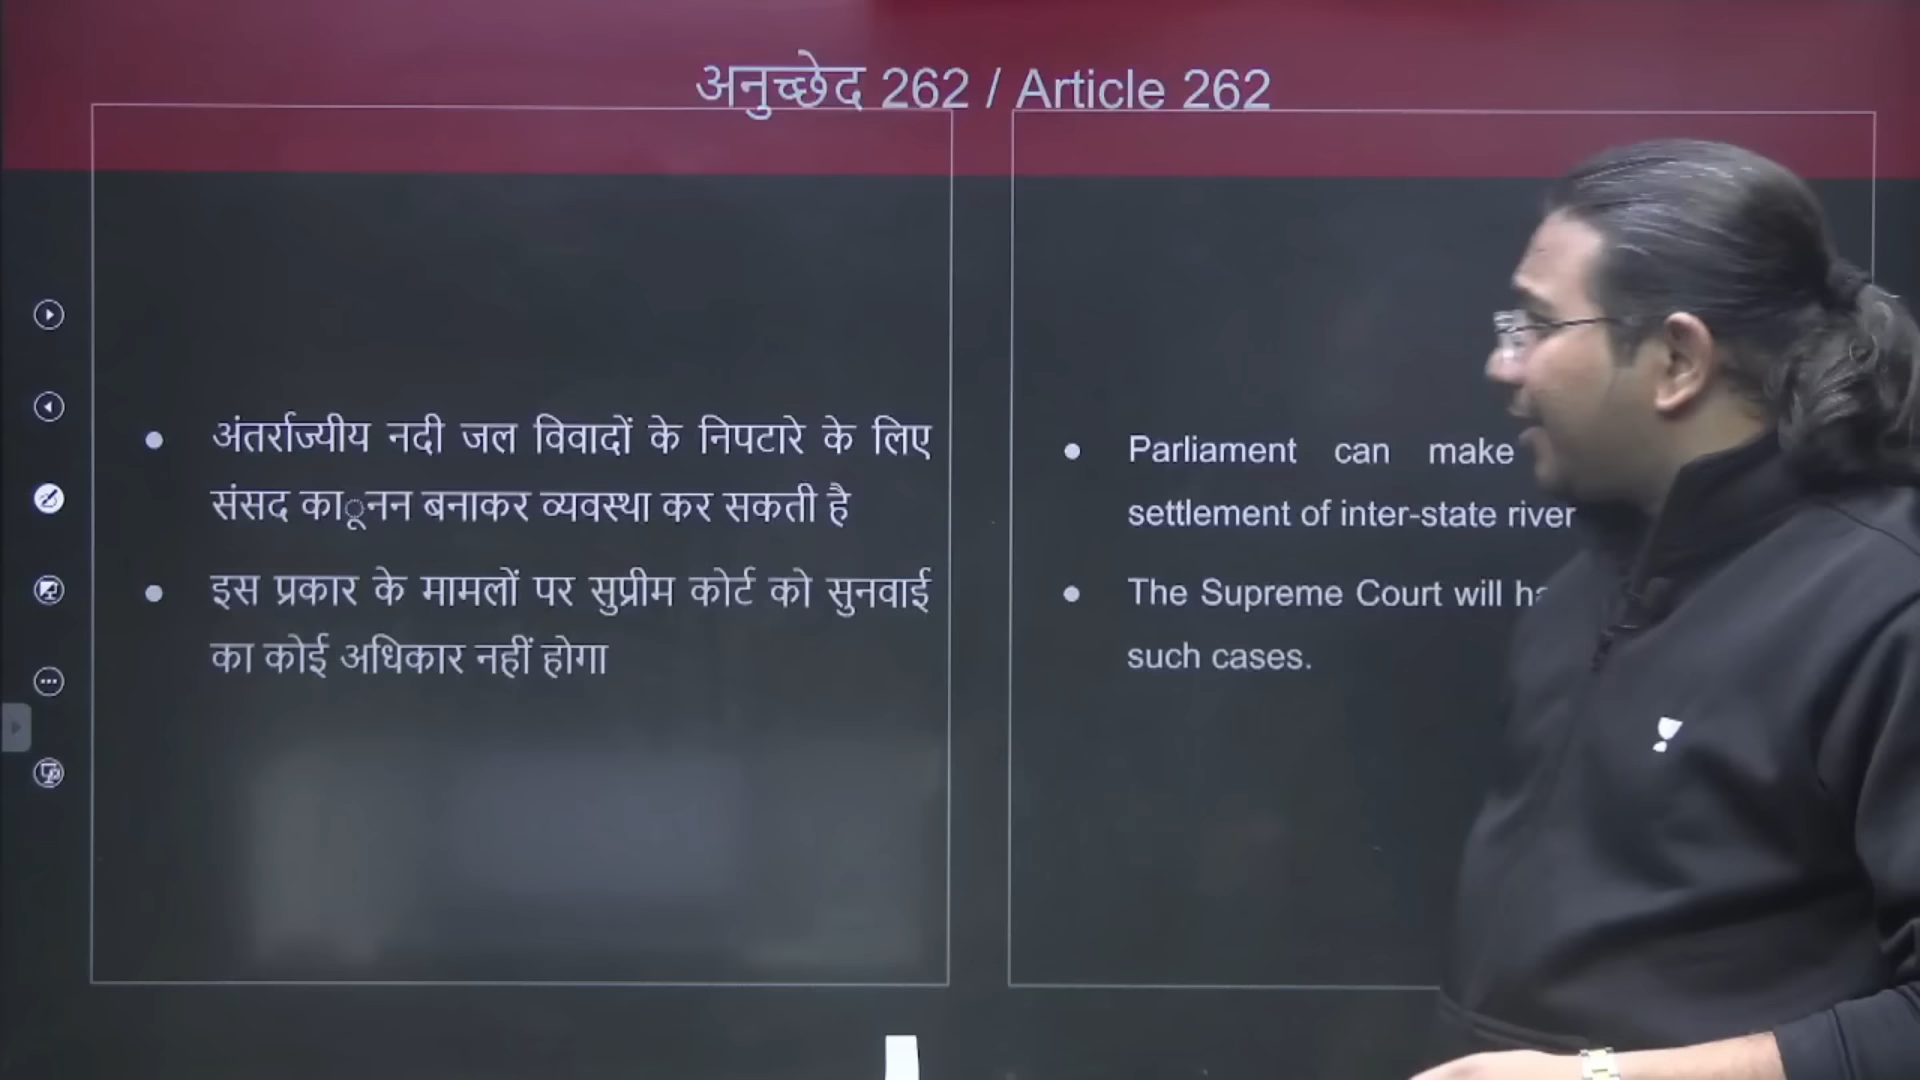 अनुच्छेद 262 / Article 262
अंतर्राज्यीय नदी जल विवादों के निपटारे के लिए
संसद काूनन बनाकर व्यवस्था कर सकती है
इस प्रकार के मामलों पर सुप्रीम कोर्ट को सुनवाई
का कोई अधिकार नहीं होगा
Parliament can make
settlement of inter-state river
The Supreme Court will
such cases.